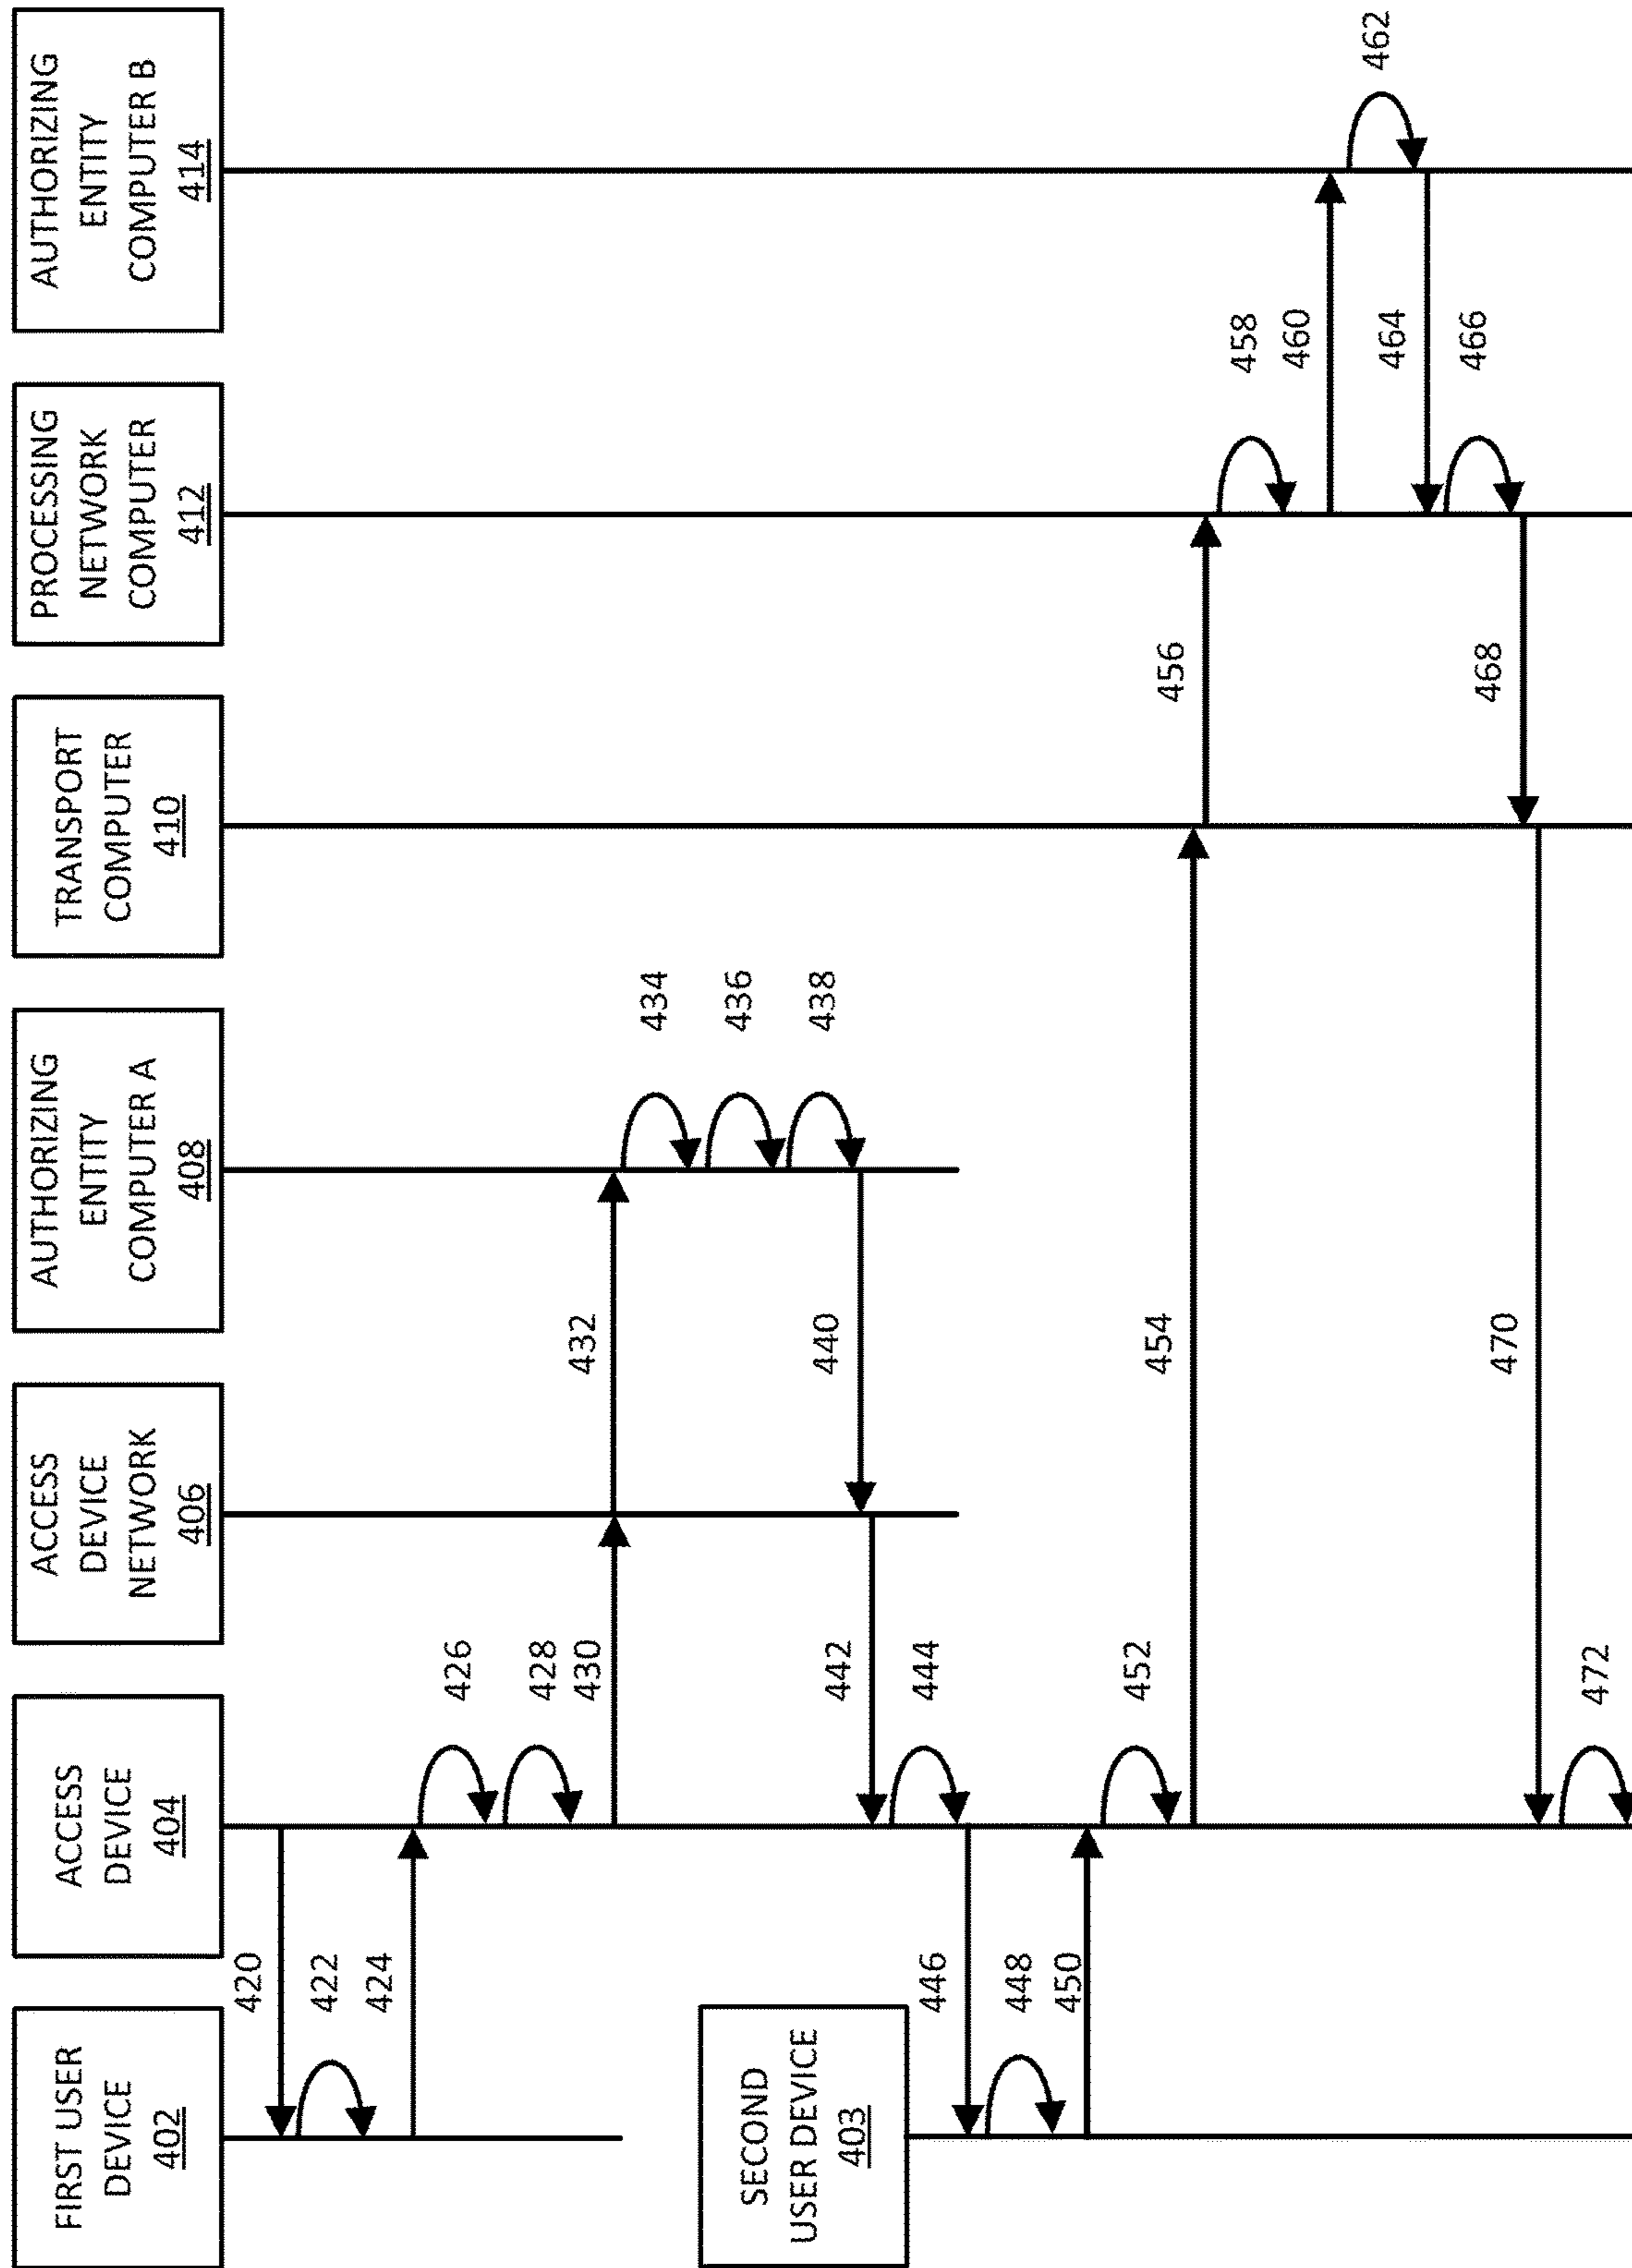 FIRST USER
DEVICE
402
ACCESS
DEVICE
404
ACCESS
DEVICE
NETWORK
406
AUTHORIZING
ENTITY
COMPUTER A
408
TRANSPORT
COMPUTER
410
PROCESSING
NETWORK
COMPUTER
412
AUTHORIZING
ENTITY
COMPUTER B
414
420
422
424
426
428
430
432
434
436
438
440
442
444
SECOND
USER DEVICE
403
446
448
450
452
454
456
458
460
462
464
466
468
470
472